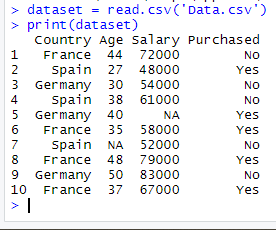 > dataset = read.csv('Data.csv')
> print(dataset)
   Country Age Salary Purchased
1   France  44  72000        No
2    Spain  27  48000       Yes
3  Germany  30  54000        No
4    Spain  38  61000        No
5  Germany  40     NA       Yes
6   France  35  58000       Yes
7    Spain  NA  52000        No
8   France  48  79000       Yes
9  Germany  50  83000        No
10  France  37  67000       Yes
>